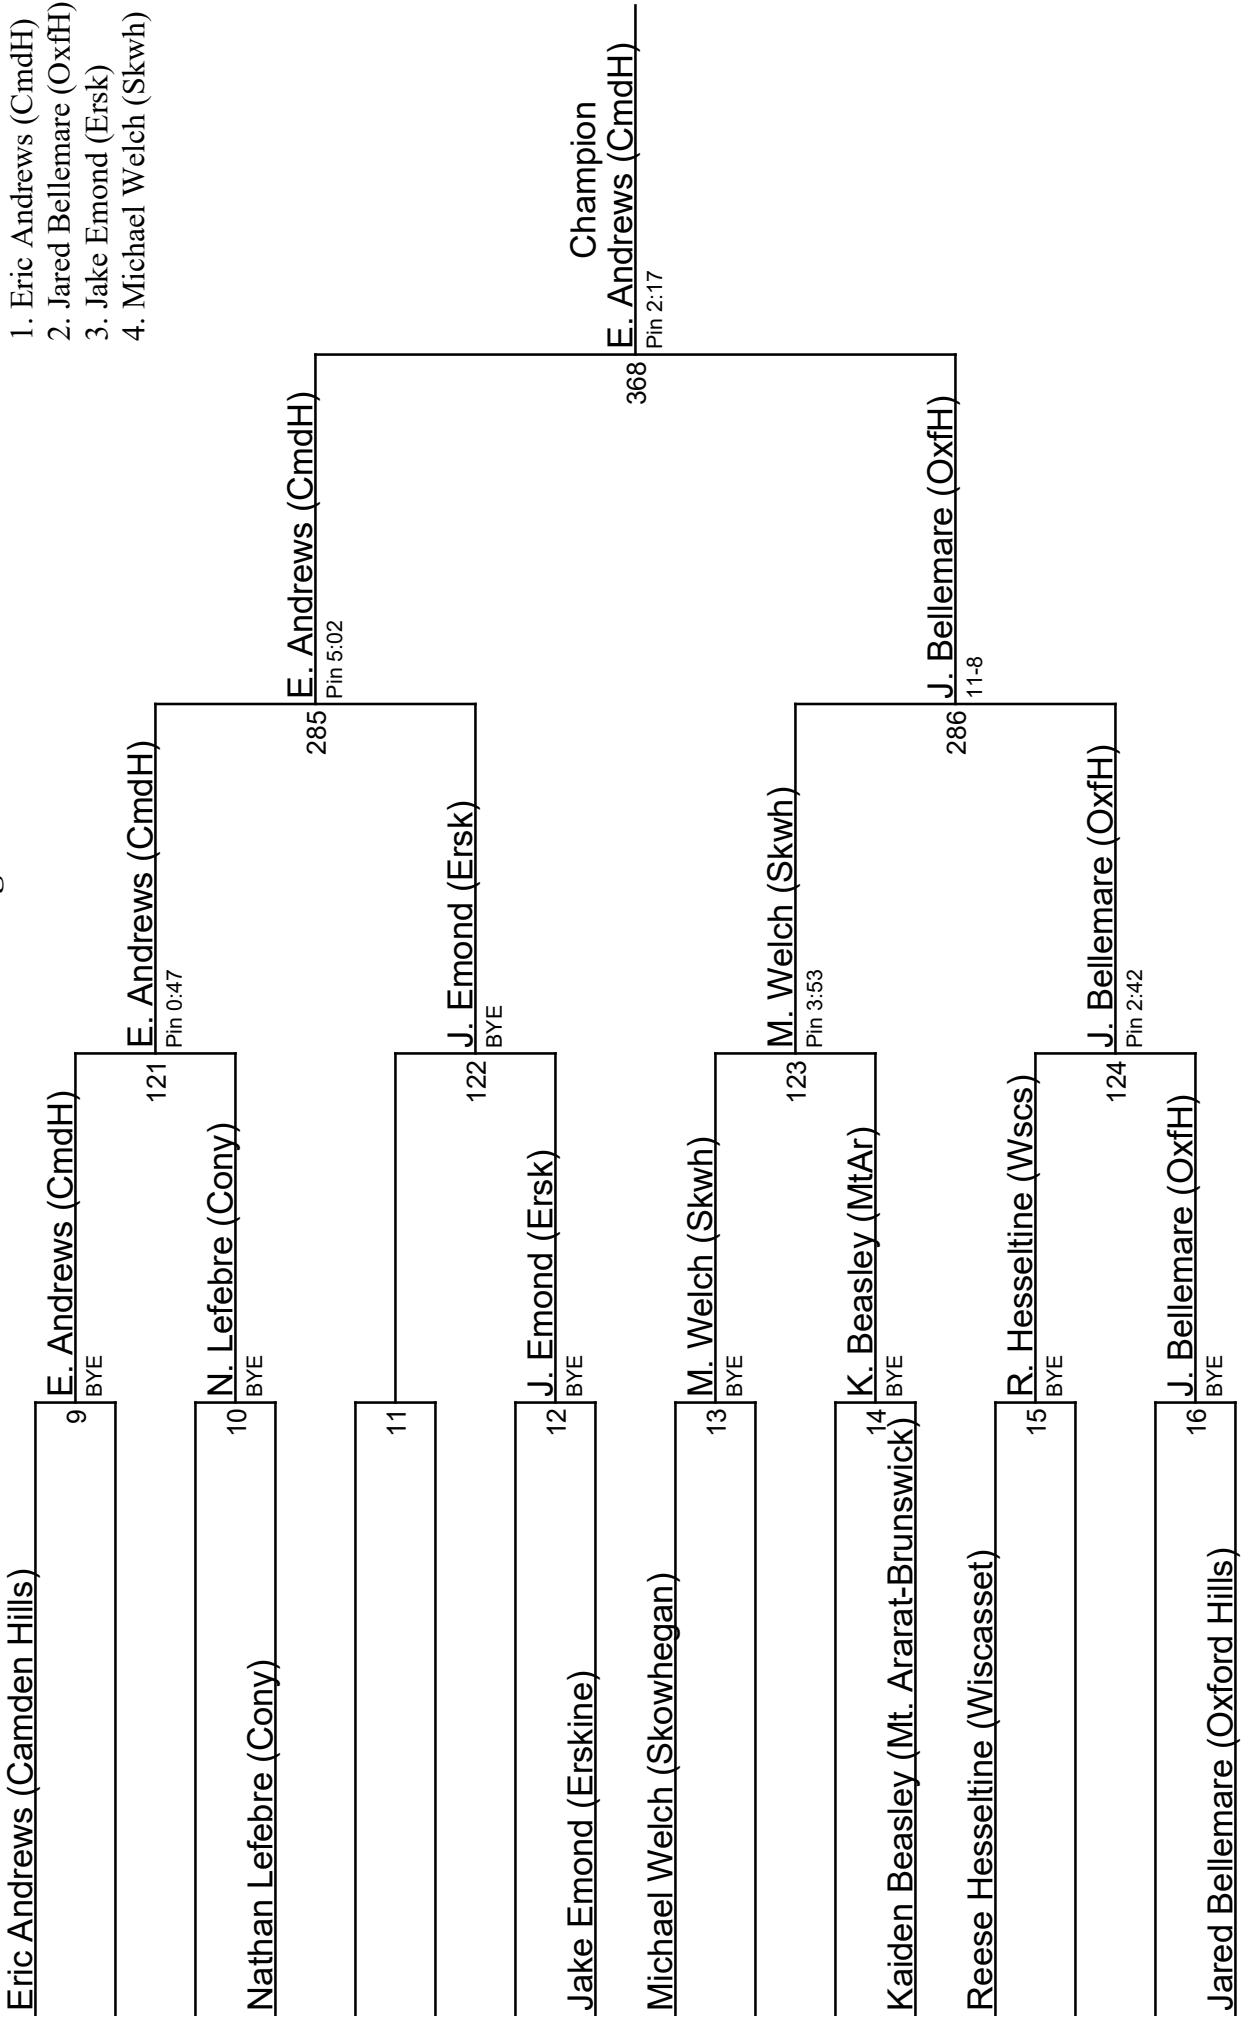 1. Eric Andrews (CmdH)
2. Jared Bellemare (OxfH)
3. Jake Emond (Ersk)
4. Michael Welch (Skwh)
Eric Andrews (Camden Hills)
Nathan Lefebre (Cony)
Jake Emond (Erskine)
Michael Welch (Skowhegan)
Kaiden Beasley (Mt. Ararat-Brunswick)
Reese Hesseltine (Wiscasset)
Jared Bellemare (Oxford Hills)
9
10
11
12
13
14
15
16
E. Andrews (CmdH)
BYE
N. Lefebre (Cony)
BYE
J. Emond (Ersk)
BYE
M. Welch (Skwh)
BYE
K. Beasley (MtAr)
BYE
R. Hesseltine (Wscs)
BYE
J. Bellemare (OxfH)
BYE
121
122
123
124
E. Andrews (CmdH)
Pin 0:47
J. Emond (Ersk)
BYE
M. Welch (Skwh)
Pin 3:53
J. Bellemare (OxfH)
Pin 2:42
285
286
E. Andrews (CmdH)
Pin 5:02
J. Bellemare (OxfH)
11-8
368
Champion
E. Andrews (CmdH)
Pin 2:17